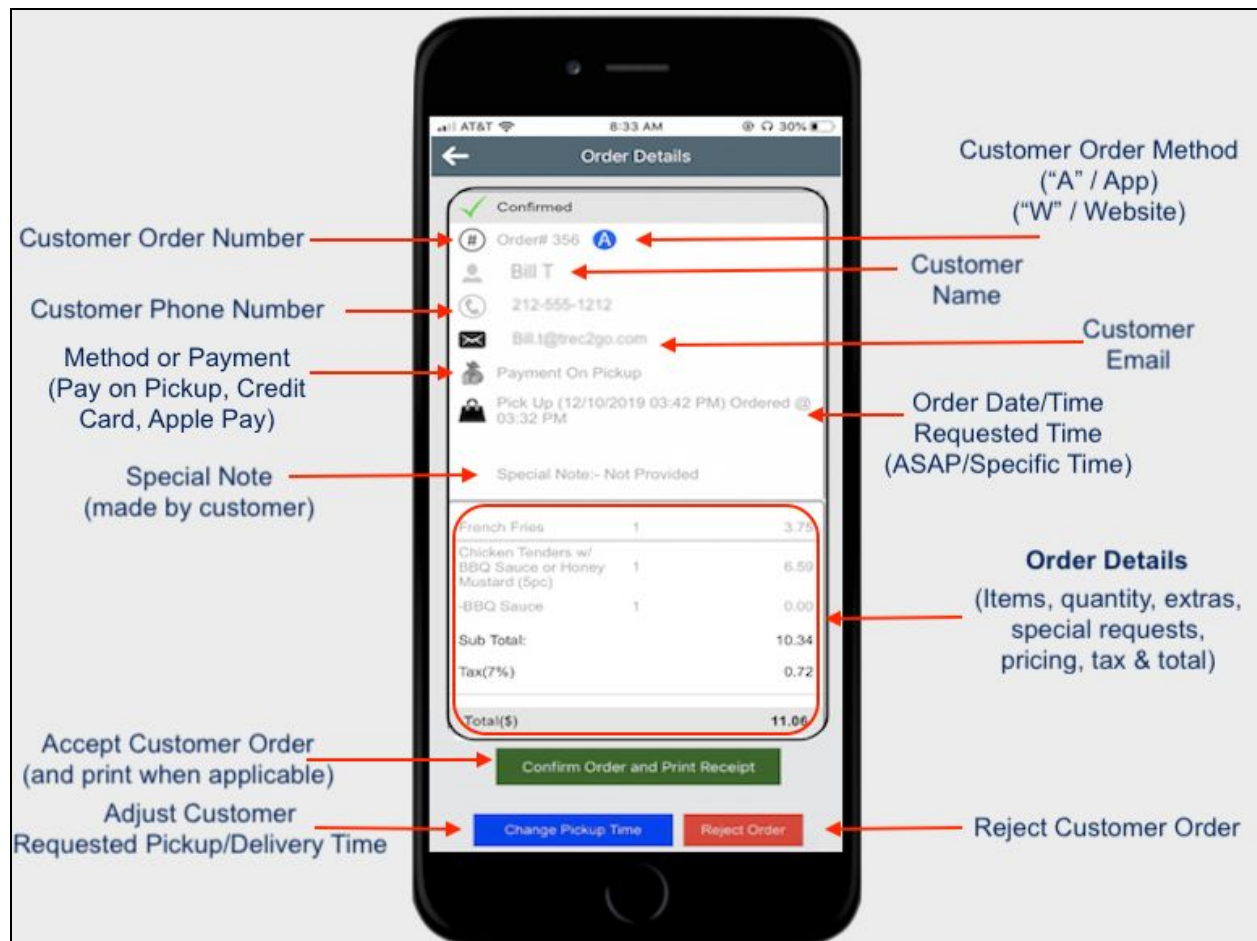 AT&T 8:33 AM 30%
Order Details
Confirmed
# Order# 356 A
Bill T
212-555-1212
Bill.t@trec2go.com
Payment On Pickup
Pick Up (12/10/2019 03:42 PM) Ordered @
03:32 PM
Special Note:- Not Provided
French Fries 1 3.75
Chicken Tenders w/
BBQ Sauce or Honey 1 6.59
Mustard (5pc)
-BBQ Sauce 1 0.00
Sub Total: 10.34
Tax(7%) 0.72
Total($) 11.06
Confirm Order and Print Receipt
Change Pickup Time Reject Order
Customer Order Number
Customer Phone Number
Method or Payment
(Pay on Pickup, Credit
Card, Apple Pay)
Special Note
(made by customer)
Accept Customer Order
(and print when applicable)
Adjust Customer
Requested Pickup/Delivery Time
Customer Order Method
("A" / App)
("W" / Website)
Customer
Name
Customer
Email
Order Date/Time
Requested Time
(ASAP/Specific Time)
Order Details
(Items, quantity, extras,
special requests,
pricing, tax & total)
Reject Customer Order